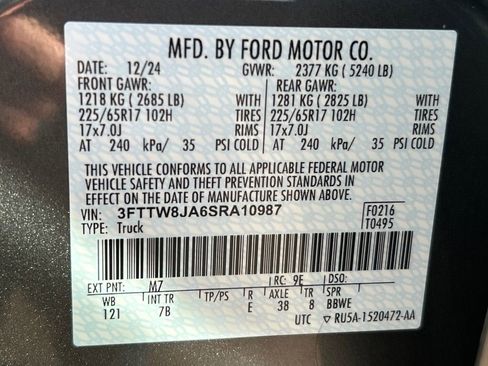 MFD. BY FORD MOTOR CO.
DATE: 12/24 GVWR: 2377 KG ( 5240 LB)
FRONT GAWR: REAR GAWR:
1218 KG ( 2685 LB) WITH 1281 KG ( 2825 LB) WITH
225/65R17 102H TIRES 225/65R17 102H TIRES
17x7.0J RIMS 17x7.0J RIMS
AT 240 kPa/ 35 PSI COLD AT 240 kPa/ 35 PSI COLD
THIS VEHICLE CONFORMS TO ALL APPLICABLE FEDERAL MOTOR
VEHICLE SAFETY AND THEFT PREVENTION STANDARDS IN
EFFECT ON THE DATE OF MANUFACTURE SHOWN ABOVE.
VIN: 3FTTW8JA6SRA10987 F0216
TYPE: Truck T0495
EXT PNT: M7 RC: 9E DSO:
WB INT TR TP/PS R AXLE TR SPR
121 7B E 38 8 BBWE
UTC RU5A-1520472-AA